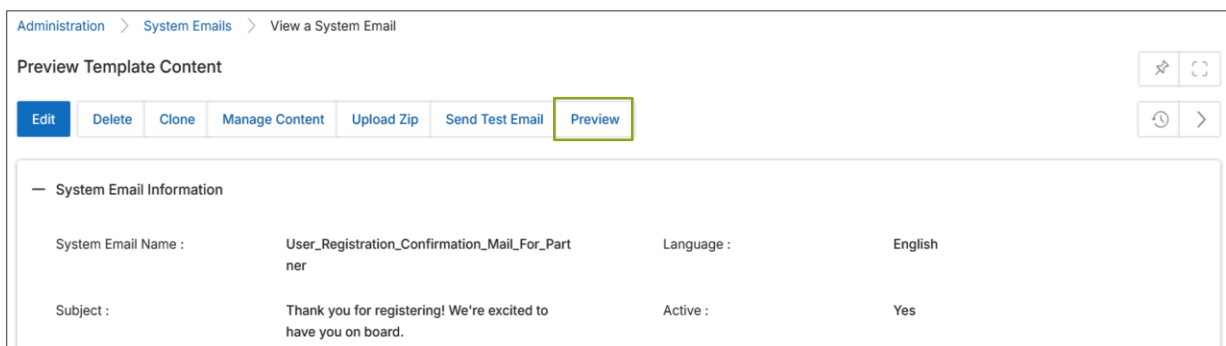 Administration > System Emails > View a System Email
Preview Template Content
Edit Delete Clone Manage Content Upload Zip Send Test Email Preview
— System Email Information
System Email Name : User_Registration_Confirmation_Mail_For_Part Language : English
ner
Subject : Thank you for registering! We're excited to Active : Yes
have you on board.